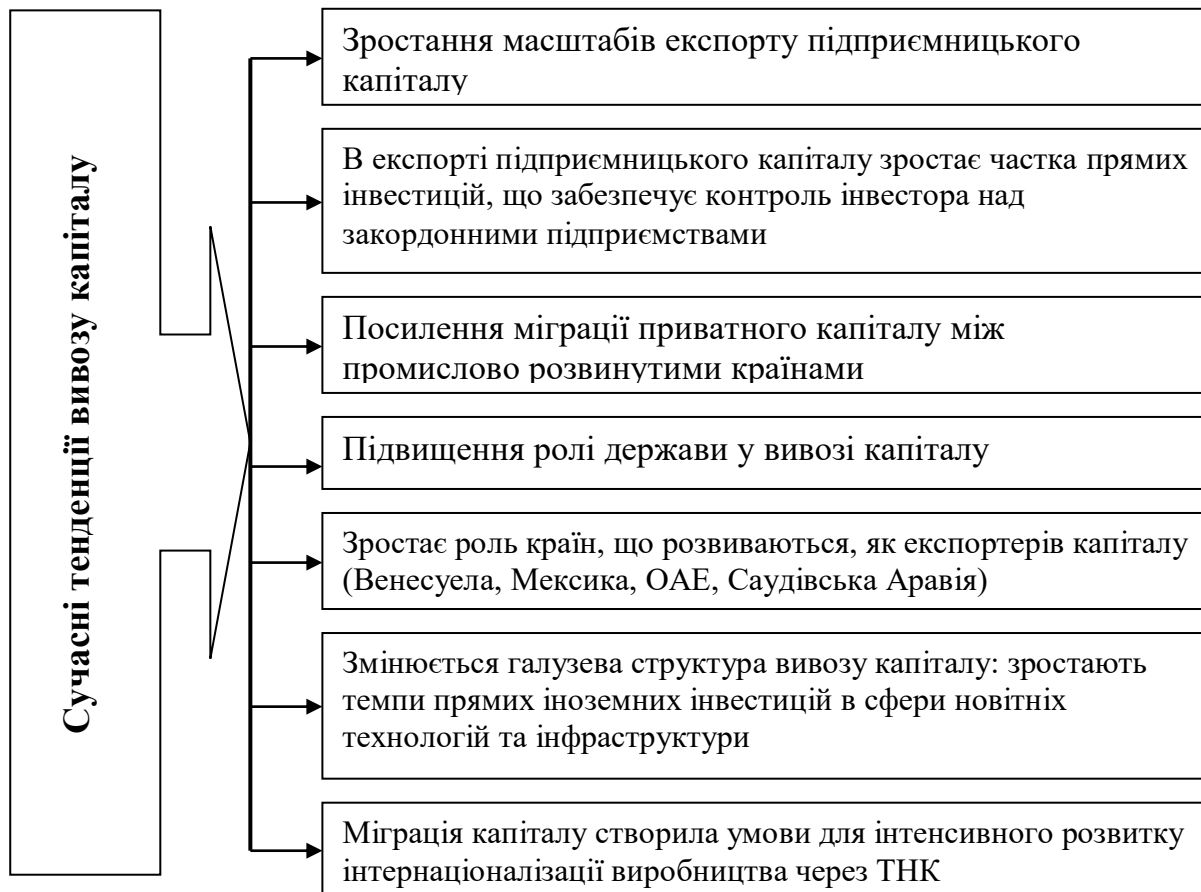 Сучасні тенденції вивозу капіталу
Зростання масштабів експорту підприємницького
капіталу
В експорті підприємницького капіталу зростає частка прямих
інвестицій, що забезпечує контроль інвестора над
закордонними підприємствами
Посилення міграції приватного капіталу між
промислово розвинутими країнами
Підвищення ролі держави у вивозі капіталу
Зростає роль країн, що розвиваються, як експортерів капіталу
(Венесуела, Мексика, ОАЕ, Саудівська Аравія)
Змінюється галузева структура вивозу капіталу: зростають
темпи прямих іноземних інвестицій в сфери новітніх
технологій та інфраструктури
Міграція капіталу створила умови для інтенсивного розвитку
інтернаціоналізації виробництва через ТНК